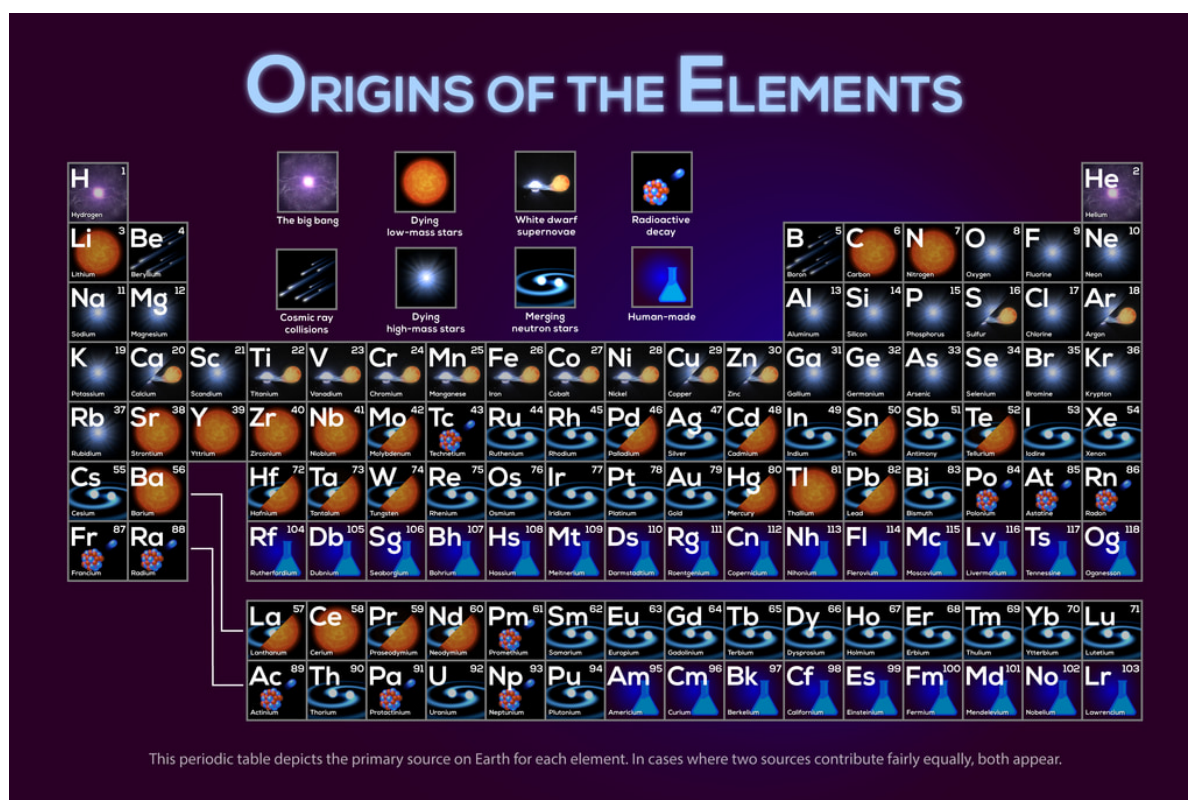 ORIGINS OF THE ELEMENTS
The big bang
Dying
low-mass stars
White dwarf
supernovae
Radioactive
decay
Cosmic ray
collisions
Dying
high-mass stars
Merging
neutron stars
Human-made
H 1 Hydrogen
He 2 Helium
Li 3 Lithium
Be 4 Beryllium
B 5 Boron
C 6 Carbon
N 7 Nitrogen
O 8 Oxygen
F 9 Fluorine
Ne 10 Neon
Na 11 Sodium
Mg 12 Magnesium
Al 13 Aluminum
Si 14 Silicon
P 15 Phosphorus
S 16 Sulfur
Cl 17 Chlorine
Ar 18 Argon
K 19 Potassium
Ca 20 Calcium
Sc 21 Scandium
Ti 22 Titanium
V 23 Vanadium
Cr 24 Chromium
Mn 25 Manganese
Fe 26 Iron
Co 27 Cobalt
Ni 28 Nickel
Cu 29 Copper
Zn 30 Zinc
Ga 31 Gallium
Ge 32 Germanium
As 33 Arsenic
Se 34 Selenium
Br 35 Bromine
Kr 36 Krypton
Rb 37 Rubidium
Sr 38 Strontium
Y 39 Yttrium
Zr 40 Zirconium
Nb 41 Niobium
Mo 42 Molybdenum
Tc 43 Technetium
Ru 44 Ruthenium
Rh 45 Rhodium
Pd 46 Palladium
Ag 47 Silver
Cd 48 Cadmium
In 49 Indium
Sn 50 Tin
Sb 51 Antimony
Te 52 Tellurium
I 53 Iodine
Xe 54 Xenon
Cs 55 Cesium
Ba 56 Barium
Hf 72 Hafnium
Ta 73 Tantalum
W 74 Tungsten
Re 75 Rhenium
Os 76 Osmium
Ir 77 Iridium
Pt 78 Platinum
Au 79 Gold
Hg 80 Mercury
Tl 81 Thallium
Pb 82 Lead
Bi 83 Bismuth
Po 84 Polonium
At 85 Astatine
Rn 86 Radon
Fr 87 Francium
Ra 88 Radium
Rf 104 Rutherfordium
Db 105 Dubnium
Sg 106 Seaborgium
Bh 107 Bohrium
Hs 108 Hassium
Mt 109 Meitnerium
Ds 110 Darmstadtium
Rg 111 Roentgenium
Cn 112 Copernicium
Nh 113 Nihonium
Fl 114 Flerovium
Mc 115 Moscovium
Lv 116 Livermorium
Ts 117 Tennessine
Og 118 Oganesson
La 57 Lanthanum
Ce 58 Cerium
Pr 59 Praseodymium
Nd 60 Neodymium
Pm 61 Promethium
Sm 62 Samarium
Eu 63 Europium
Gd 64 Gadolinium
Tb 65 Terbium
Dy 66 Dysprosium
Ho 67 Holmium
Er 68 Erbium
Tm 69 Thulium
Yb 70 Ytterbium
Lu 71 Lutetium
Ac 89 Actinium
Th 90 Thorium
Pa 91 Protactinium
U 92 Uranium
Np 93 Neptunium
Pu 94 Plutonium
Am 95 Americium
Cm 96 Curium
Bk 97 Berkelium
Cf 98 Californium
Es 99 Einsteinium
Fm 100 Fermium
Md 101 Mendelevium
No 102 Nobelium
Lr 103 Lawrencium
This periodic table depicts the primary source on Earth for each element. In cases where two sources contribute fairly equally, both appear.